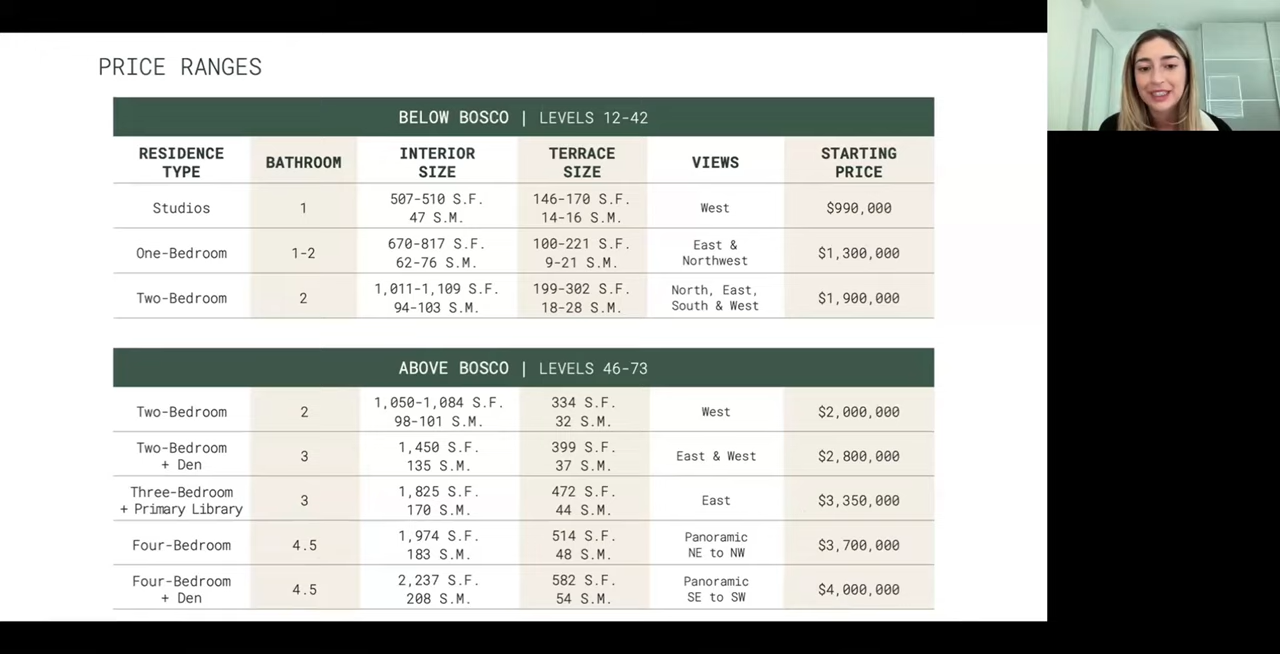 PRICE RANGES
BELOW BOSCO | LEVELS 12-42
RESIDENCE TYPE BATHROOM INTERIOR SIZE TERRACE SIZE VIEWS STARTING PRICE
Studios 1 507-510 S.F. 47 S.M. 146-170 S.F. 14-16 S.M. West $990,000
One-Bedroom 1-2 670-817 S.F. 62-76 S.M. 100-221 S.F. 9-21 S.M. East & Northwest $1,300,000
Two-Bedroom 2 1,011-1,109 S.F. 94-103 S.M. 199-302 S.F. 18-28 S.M. North, East, South & West $1,900,000
ABOVE BOSCO | LEVELS 46-73
Two-Bedroom 2 1,050-1,084 S.F. 98-101 S.M. 334 S.F. 32 S.M. West $2,000,000
Two-Bedroom + Den 3 1,450 S.F. 135 S.M. 399 S.F. 37 S.M. East & West $2,800,000
Three-Bedroom + Primary Library 3 1,825 S.F. 170 S.M. 472 S.F. 44 S.M. East $3,350,000
Four-Bedroom 4.5 1,974 S.F. 183 S.M. 514 S.F. 48 S.M. Panoramic NE to NW $3,700,000
Four-Bedroom + Den 4.5 2,237 S.F. 208 S.M. 582 S.F. 54 S.M. Panoramic SE to SW $4,000,000